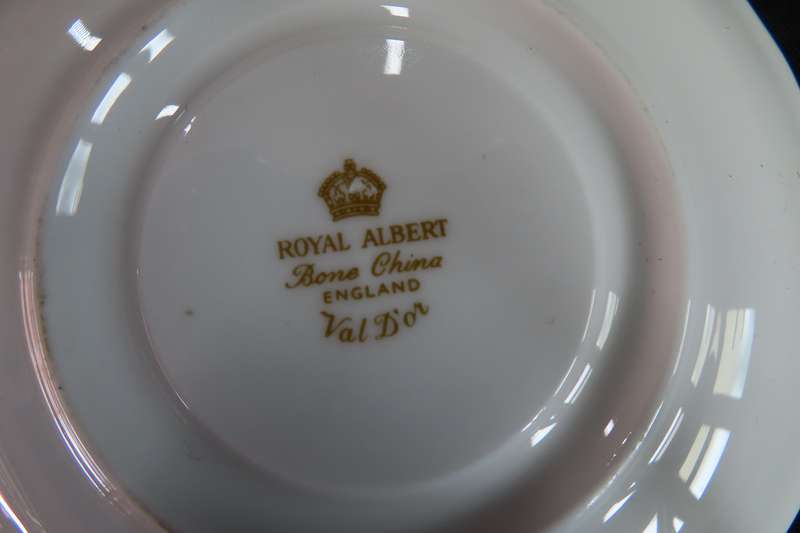 ROYAL ALBERT
Bone China
ENGLAND
Val D'or